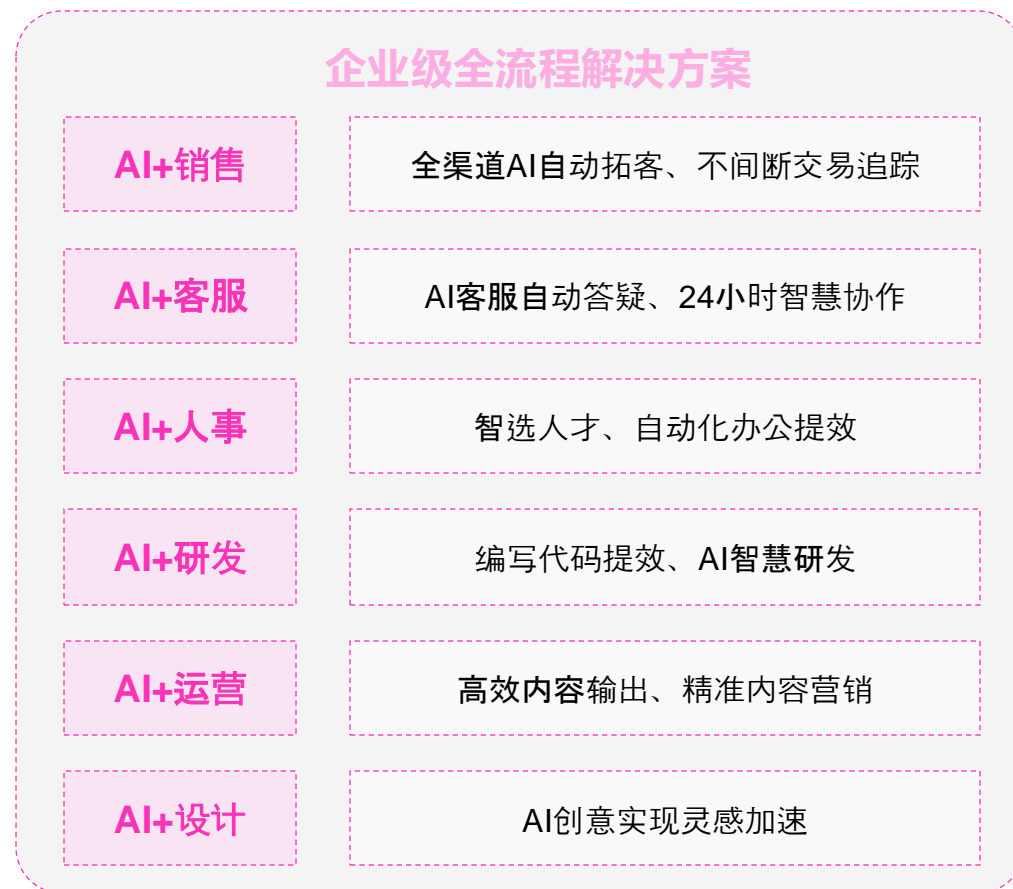 企业级全流程解决方案
AI+销售
全渠道AI自动拓客、不间断交易追踪
AI+客服
AI客服自动答疑、24小时智慧协作
AI+人事
智选人才、自动化办公提效
AI+研发
编写代码提效、AI智慧研发
AI+运营
高效内容输出、精准内容营销
AI+设计
AI创意实现灵感加速